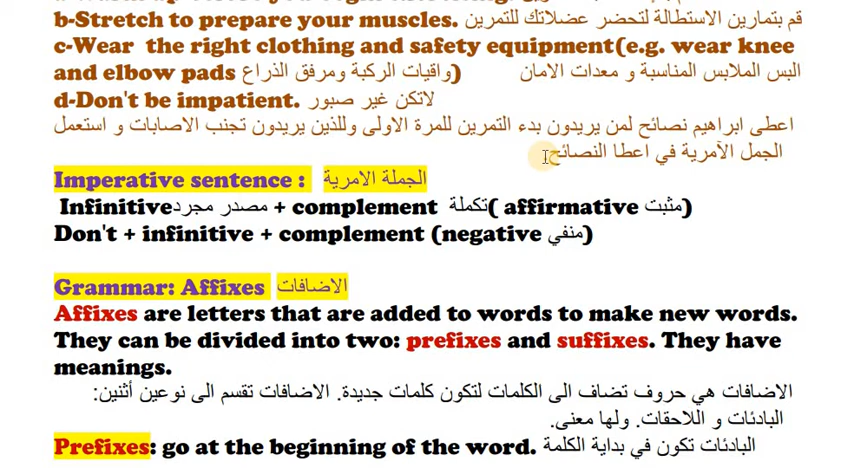 b-Stretch to prepare your muscles. قم بتمارين الاستطالة لتحضر عضلاتك للتمرين
c-Wear the right clothing and safety equipment(e.g. wear knee
and elbow pads واقيات الركبة ومرفق الذراع) البس الملابس المناسبة و معدات الامان
d-Don't be impatient. لاتكن غير صبور
اعطى ابراهيم نصائح لمن يريدون بدء التمرين للمرة الاولى وللذين يريدون تجنب الاصابات و استعمل
الجمل الآمرية في اعطا النصائح
Imperative sentence : الجملة الامرية
Infinitive مصدر مجرد + complement تكملة ( affirmative مثبت)
Don't + infinitive + complement (negative منفي)
Grammar: Affixes الاضافات
Affixes are letters that are added to words to make new words.
They can be divided into two: prefixes and suffixes. They have
meanings.
الاضافات هي حروف تضاف الى الكلمات لتكون كلمات جديدة. الاضافات تقسم الى نوعين أثنين:
البادئات و اللاحقات. ولها معنى.
Prefixes: go at the beginning of the word. البادئات تكون في بداية الكلمة